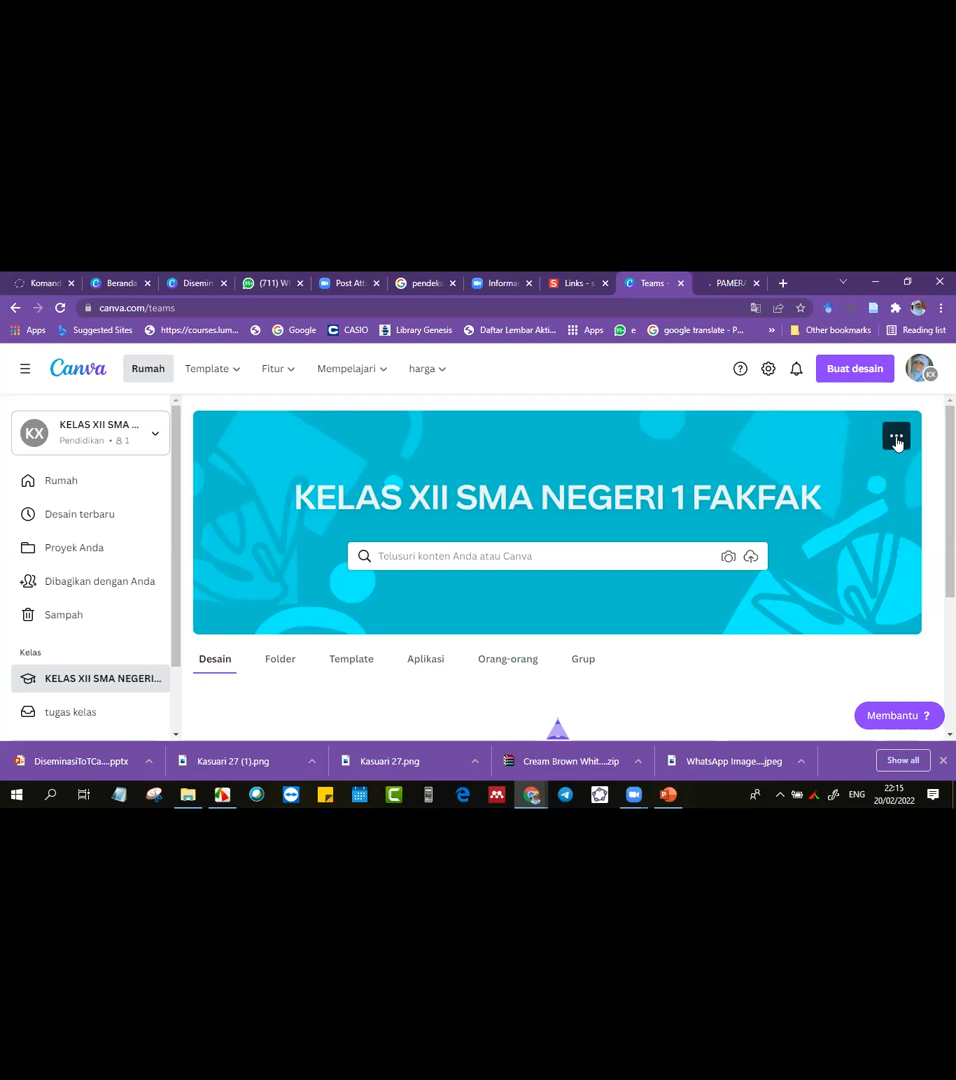 Komand
Beranda
Disemin
(711) W
Post Att
pendeka
Informa
Links - s
Teams -
PAMERA
canva.com/teams
Apps
Suggested Sites
https://courses.lum...
Google
CASIO
Library Genesis
Daftar Lembar Akti...
Apps
e
google translate - P...
»
Other bookmarks
Reading list
Canva
Rumah
Template
Fitur
Mempelajari
harga
Buat desain
KX
KX
KELAS XII SMA ...
Pendidikan • 1
Rumah
Desain terbaru
Proyek Anda
Dibagikan dengan Anda
Sampah
Kelas
KELAS XII SMA NEGERI...
tugas kelas
KELAS XII SMA NEGERI 1 FAKFAK
Telusuri konten Anda atau Canva
Desain
Folder
Template
Aplikasi
Orang-orang
Grup
Membantu ?
DiseminasiToTCa....pptx
Kasuari 27 (1).png
Kasuari 27.png
Cream Brown Whit....zip
WhatsApp Image....jpeg
Show all
ENG
22:15
20/02/2022